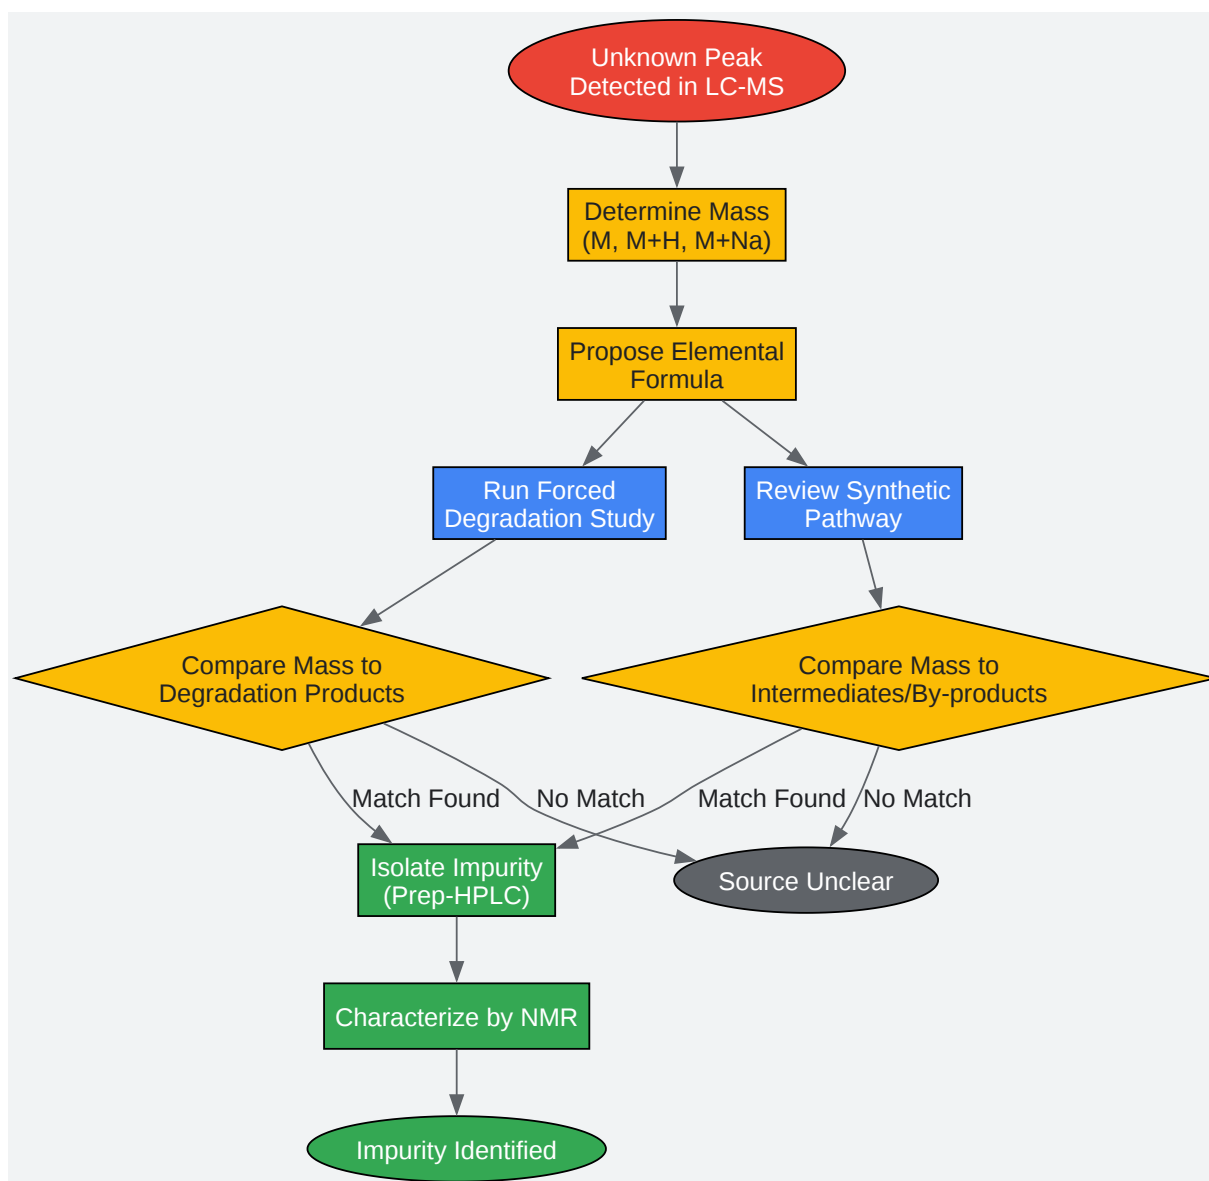 Unknown Peak
Detected in LC-MS
Determine Mass
(M, M+H, M+Na)
Propose Elemental
Formula
Run Forced
Degradation Study
Review Synthetic
Pathway
Compare Mass to
Degradation Products
Compare Mass to
Intermediates/By-products
Match Found
No Match
Match Found
No Match
Isolate Impurity
(Prep-HPLC)
Source Unclear
Characterize by NMR
Impurity Identified